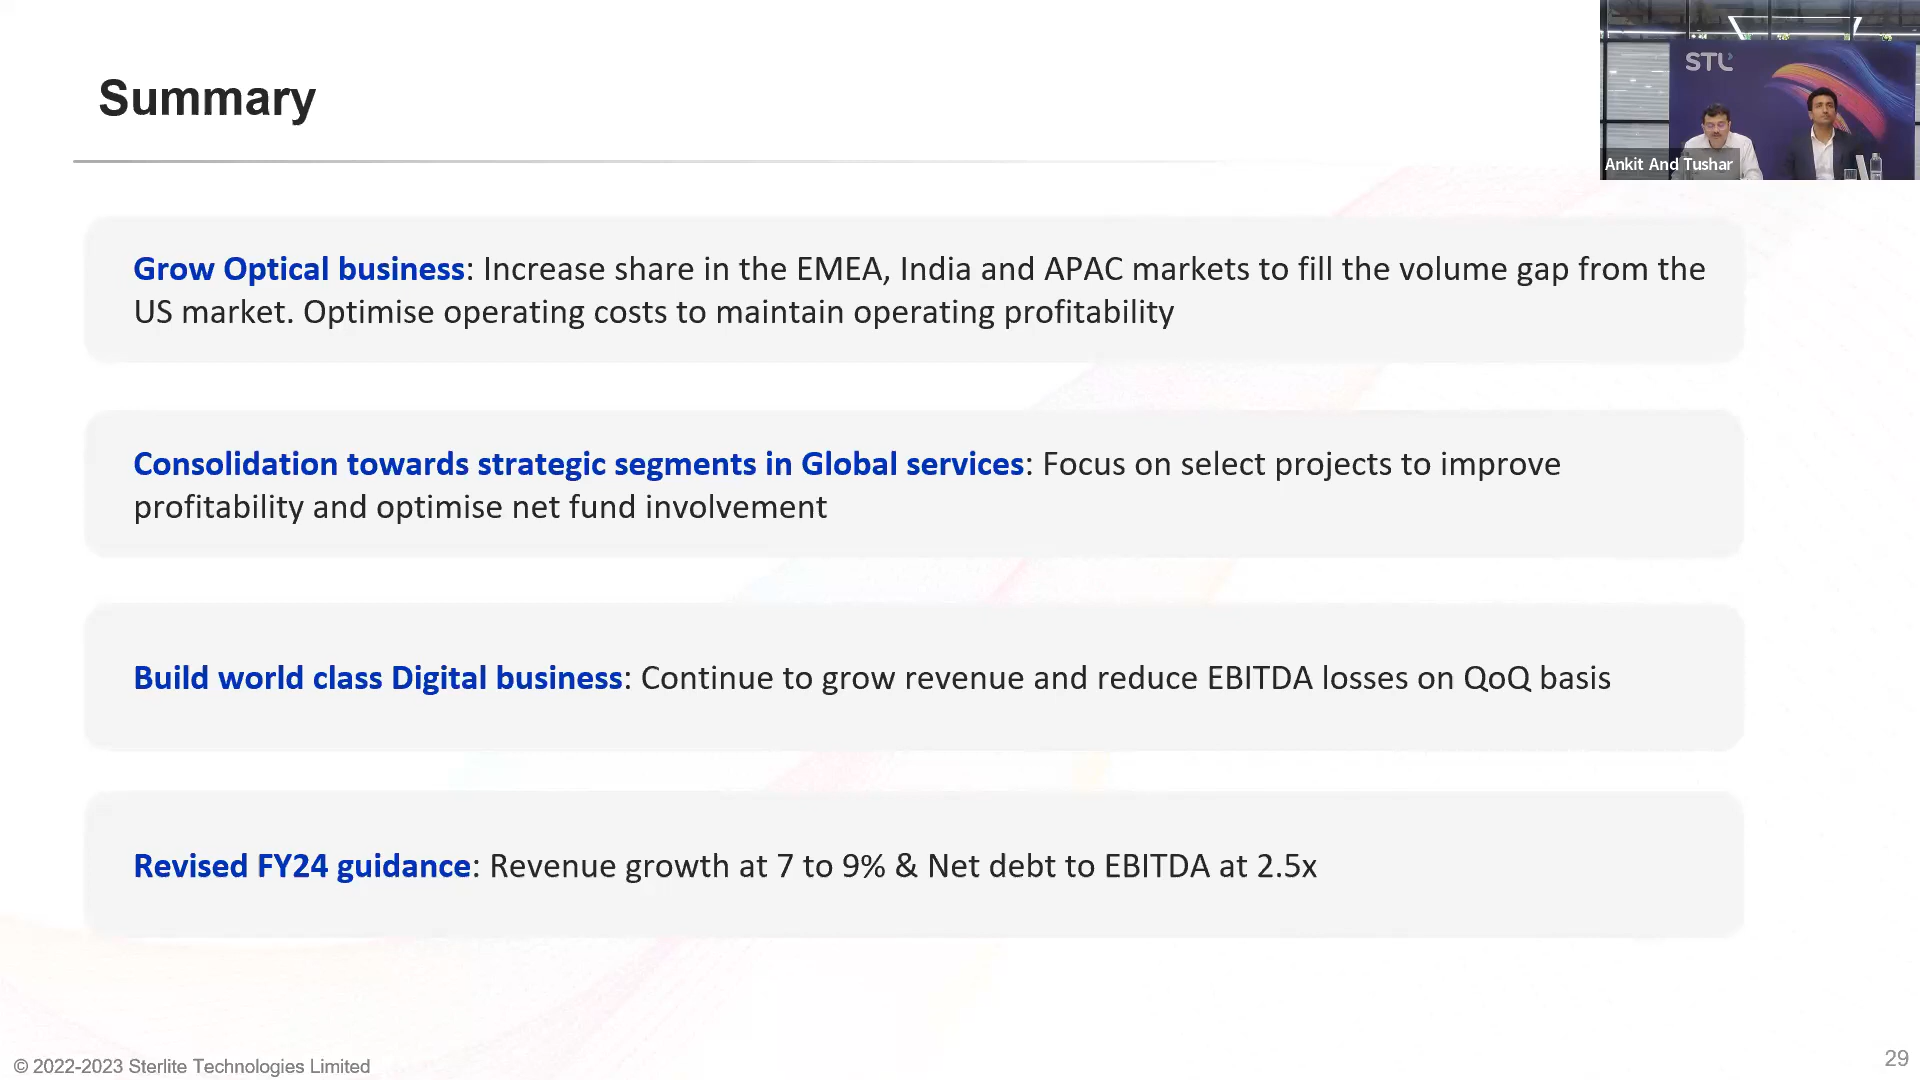 Summary
STL
Ankit And Tushar
Grow Optical business: Increase share in the EMEA, India and APAC markets to fill the volume gap from the
US market. Optimise operating costs to maintain operating profitability
Consolidation towards strategic segments in Global services: Focus on select projects to improve
profitability and optimise net fund involvement
Build world class Digital business: Continue to grow revenue and reduce EBITDA losses on QoQ basis
Revised FY24 guidance: Revenue growth at 7 to 9% & Net debt to EBITDA at 2.5x
© 2022-2023 Sterlite Technologies Limited
29